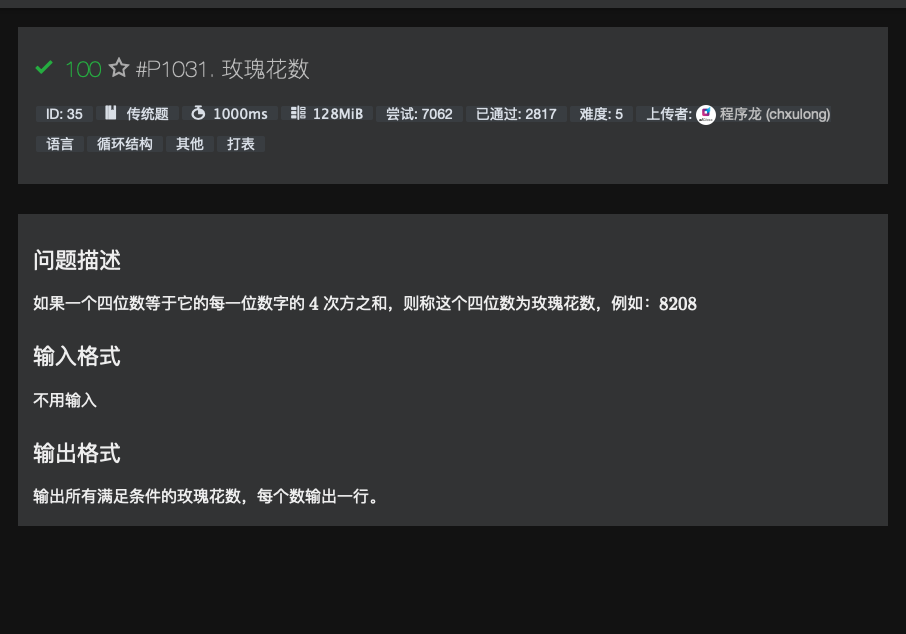 100 #P1031. 玫瑰花数
ID: 35 传统题 1000ms 128MiB 尝试: 7062 已通过: 2817 难度: 5 上传者: 程序龙 (chxulong)
语言 循环结构 其他 打表
问题描述
如果一个四位数等于它的每一位数字的 4 次方之和，则称这个四位数为玫瑰花数，例如：8208
输入格式
不用输入
输出格式
输出所有满足条件的玫瑰花数，每个数输出一行。